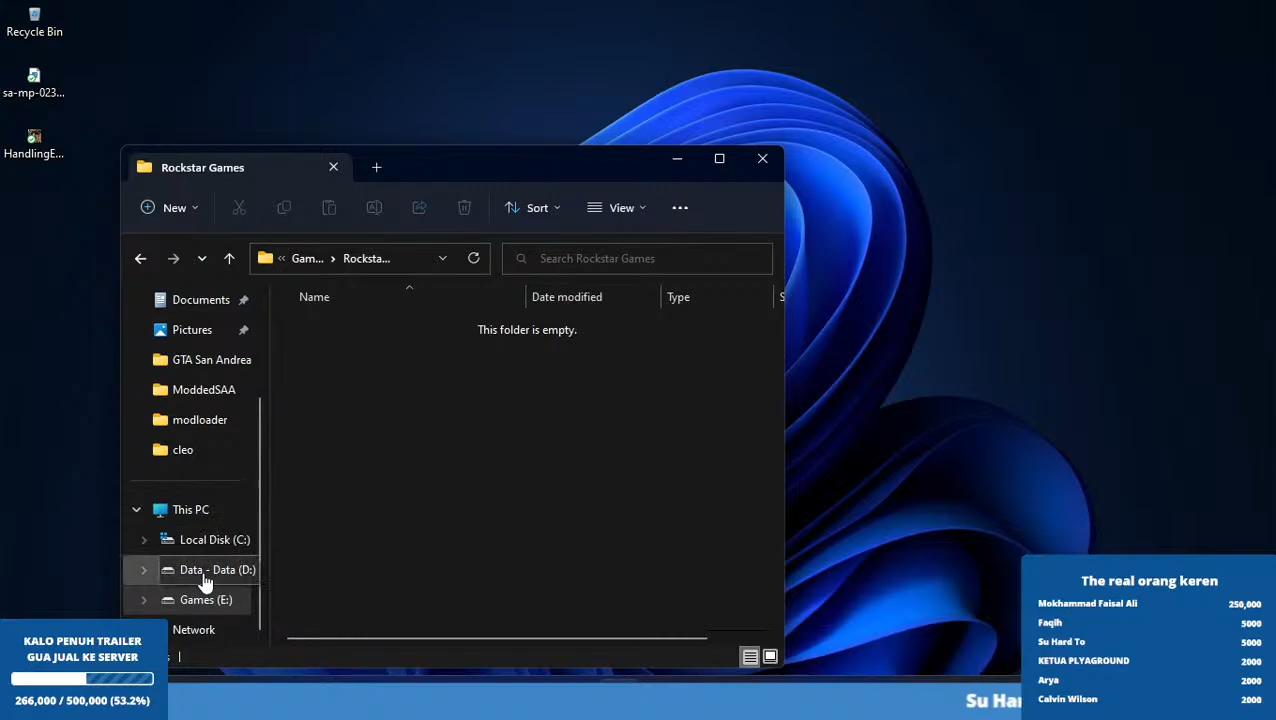 Recycle Bin
sa-mp-023...
HandlingE...
Rockstar Games
New
Sort
View
Gam...
Rocksta...
Search Rockstar Games
Name
Date modified
Type
S
This folder is empty.
Documents
Pictures
GTA San Andrea
ModdedSAA
modloader
cleo
This PC
Local Disk (C:)
Data - Data (D:)
Games (E:)
Network
KALO PENUH TRAILER
GUA JUAL KE SERVER
266,000 / 500,000 (53.2%)
The real orang keren
Mokhammad Faisal Ali 250,000
Faqih 5000
Su Hard To 5000
KETUA PLYAGROUND 2000
Arya 2000
Calvin Wilson 2000
Su Har